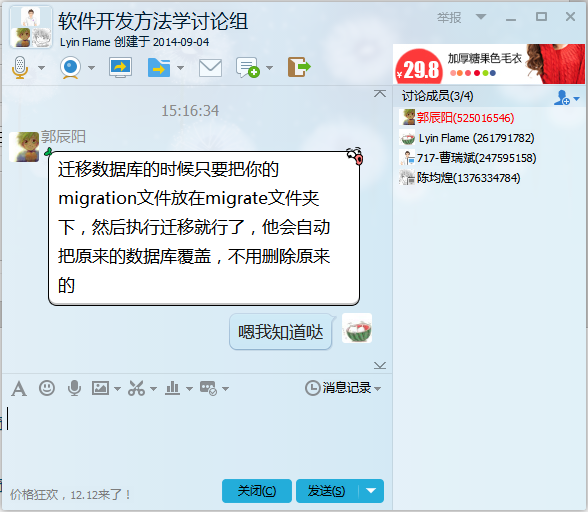 软件开发方法学讨论组
举报
Lyin Flame 创建于 2014-09-04
¥29.8
加厚糖果色毛衣
讨论成员(3/4)
郭辰阳(525016546)
Lyin Flame (261791782)
717-曹瑞斌(247595158)
陈均煌(1376334784)
15:16:34
郭辰阳
迁移数据库的时候只要把你的
migration文件放在migrate文件夹
下，然后执行迁移就行了，他会自动
把原来的数据库覆盖，不用删除原来
的
嗯我知道哒
消息记录
价格狂欢，12.12来了！
关闭(C)
发送(S)